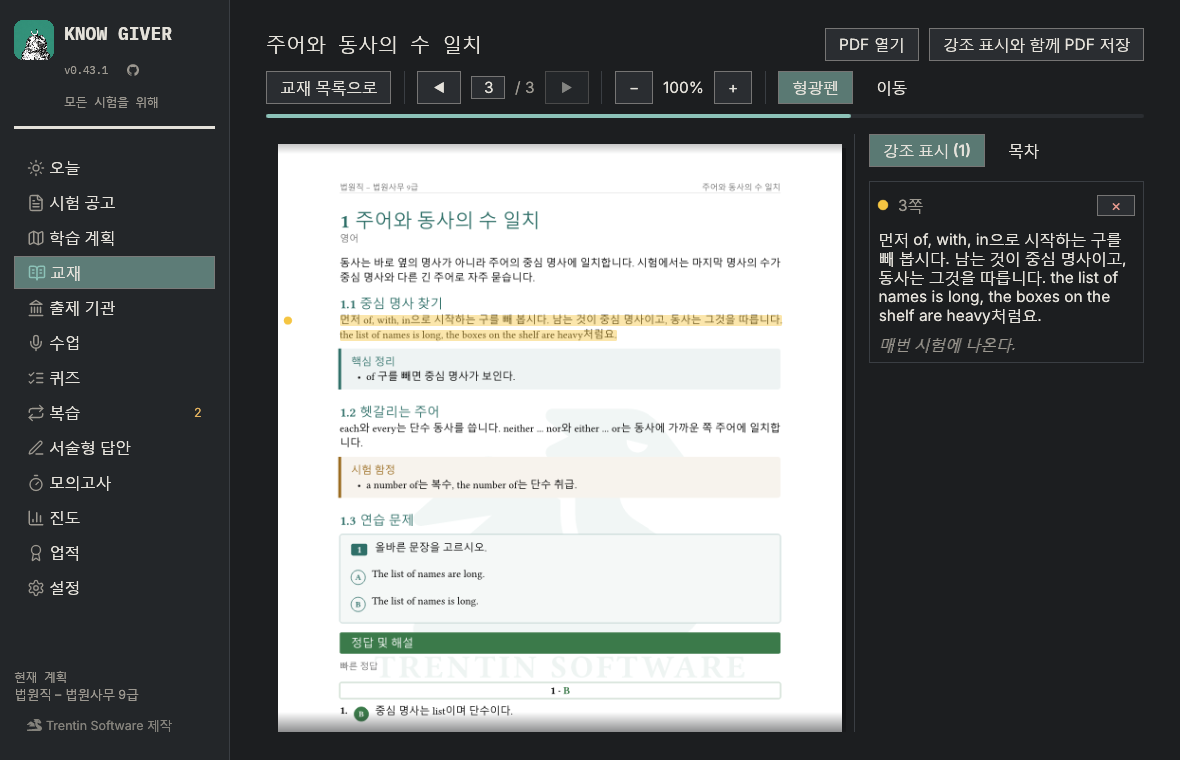 KNOW GIVER
v0.43.1
모든 시험을 위해
오늘
시험 공고
학습 계획
교재
출제 기관
수업
퀴즈
복습 2
서술형 답안
모의고사
진도
업적
설정
현재 계획
법원직 – 법원사무 9급
Trentin Software 제작
주어와 동사의 수 일치
PDF 열기
강조 표시와 함께 PDF 저장
교재 목록으로
◀ 3 / 3 ▶
– 100% +
형광펜
이동
법원직 – 법원사무 9급 주어와 동사의 수 일치
1 주어와 동사의 수 일치
영어
동사는 바로 옆의 명사가 아니라 주어의 중심 명사에 일치합니다. 시험에서는 마지막 명사의 수가
중심 명사와 다른 긴 주어로 자주 묻습니다.
1.1 중심 명사 찾기
먼저 of, with, in으로 시작하는 구를 빼 봅시다. 남는 것이 중심 명사이고, 동사는 그것을 따릅니다.
the list of names is long, the boxes on the shelf are heavy처럼요.
핵심 정리
• of 구를 빼면 중심 명사가 보인다.
1.2 헷갈리는 주어
each와 every는 단수 동사를 씁니다. neither ... nor와 either ... or는 동사에 가까운 쪽 주어에 일치합
니다.
시험 함정
• a number of는 복수, the number of는 단수 취급.
1.3 연습 문제
1 올바른 문장을 고르시오.
A The list of names are long.
B The list of names is long.
정답 및 해설
빠른 정답
TRENTIN SOFTWARE
1 · B
1. B 중심 명사는 list이며 단수이다.
강조 표시 (1)
목차
3쪽 ×
먼저 of, with, in으로 시작하는 구를
빼 봅시다. 남는 것이 중심 명사이고,
동사는 그것을 따릅니다. the list of
names is long, the boxes on the
shelf are heavy처럼요.
매번 시험에 나온다.